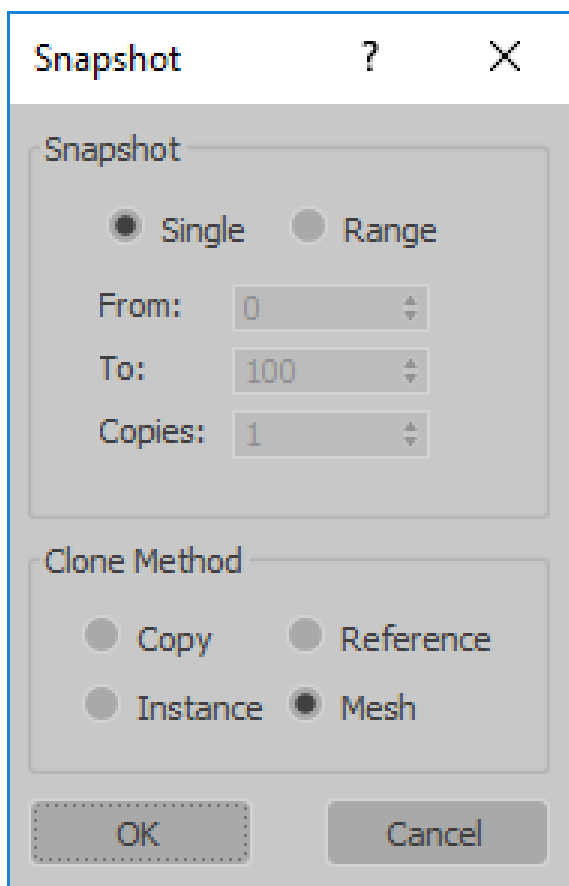 Snapshot ?
Snapshot
Single Range
From: 0
To: 100
Copies: 1
Clone Method
Copy Reference
Instance Mesh
OK Cancel